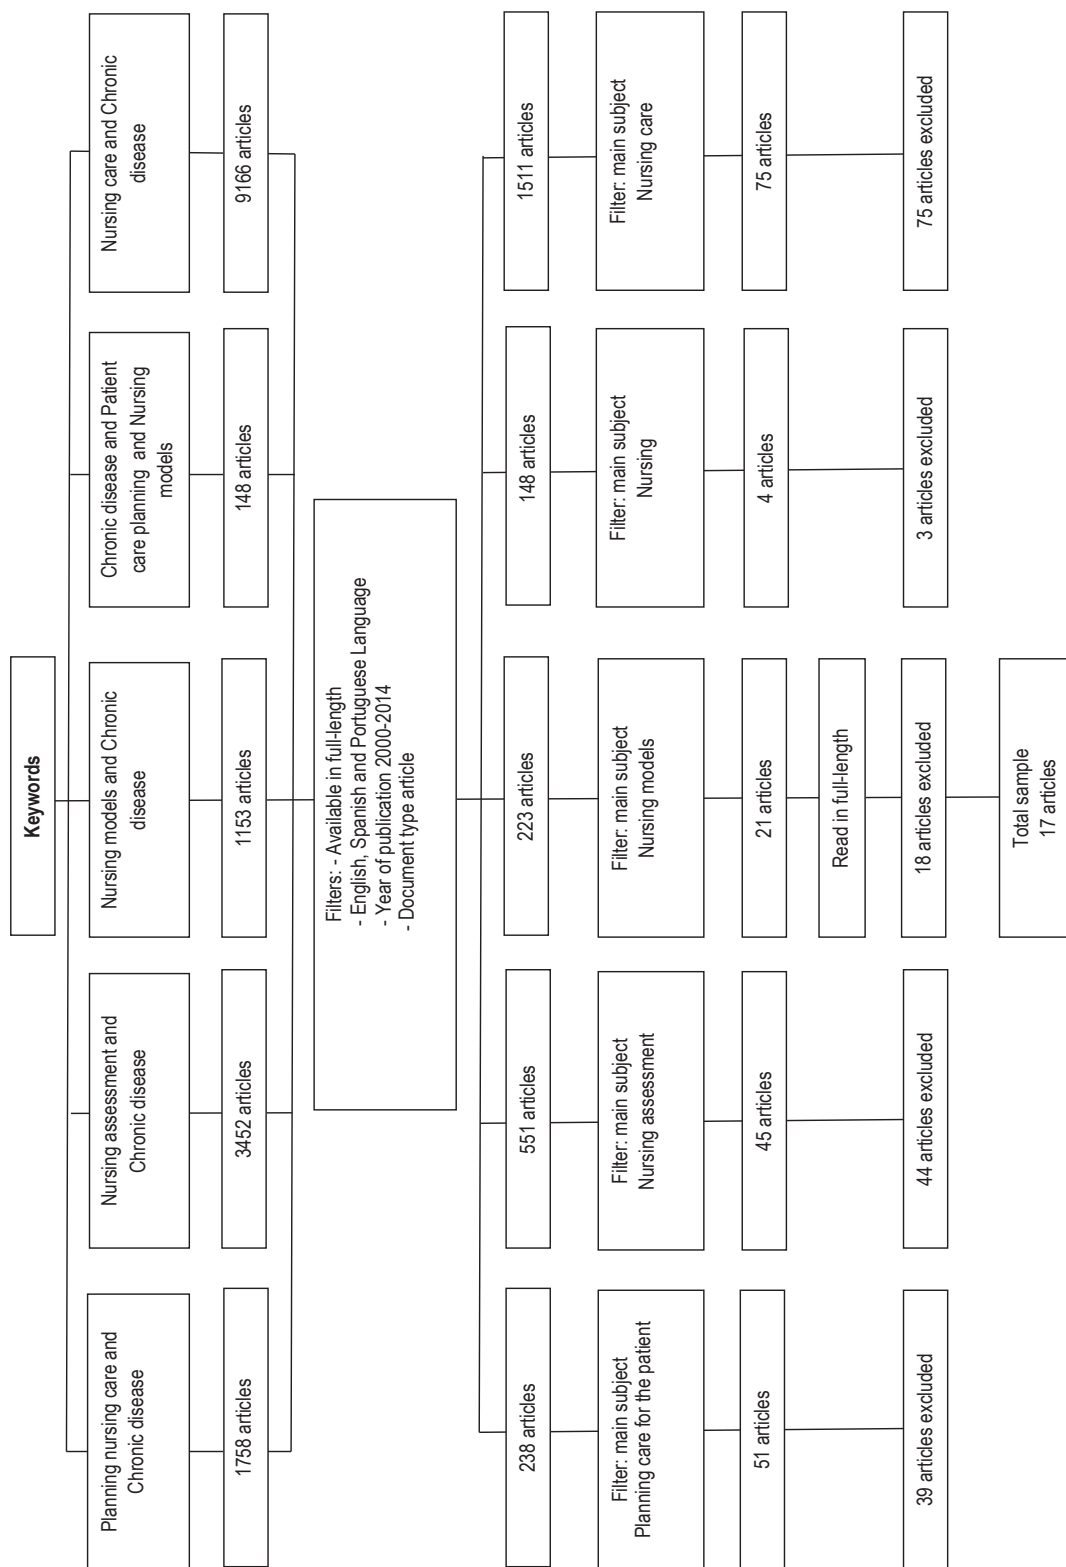 Keywords
Planning nursing care and
Chronic disease
Nursing assessment and
Chronic disease
Nursing models and Chronic
disease
Chronic disease and Patient
care planning and Nursing
models
Nursing care and Chronic
disease
1758 articles
3452 articles
1153 articles
148 articles
9166 articles
Filters: - Available in full-length
- English, Spanish and Portuguese Language
- Year of publication 2000-2014
- Document type article
238 articles
551 articles
223 articles
148 articles
1511 articles
Filter: main subject
Planning care for the patient
Filter: main subject
Nursing assessment
Filter: main subject
Nursing models
Filter: main subject
Nursing
Filter: main subject
Nursing care
51 articles
45 articles
21 articles
4 articles
75 articles
Read in full-length
39 articles excluded
44 articles excluded
18 articles excluded
3 articles excluded
75 articles excluded
Total sample
17 articles